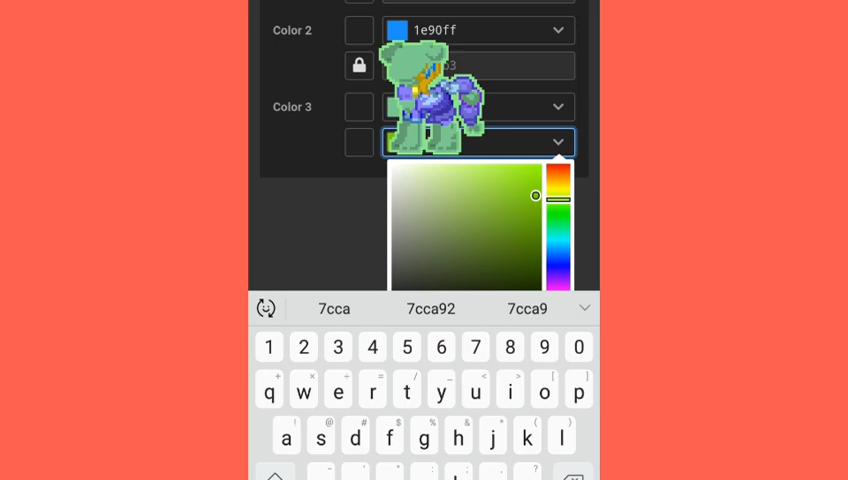 Color 2
1e90ff
Color 3
7cca 7cca92 7cca9
1 2 3 4 5 6 7 8 9 0
+ × ÷ = / _ < > [ ]
q w e r t y u i o p
! @ # $ % ^ & * ( )
a s d f g h j k l